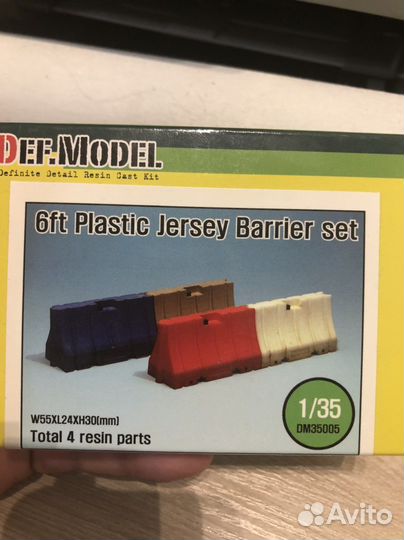 DEF.MODEL
Definite Detail Resin Cast Kit
6ft Plastic Jersey Barrier set
W55XL24XH30(mm)
Total 4 resin parts
1/35
DM35005
Avito